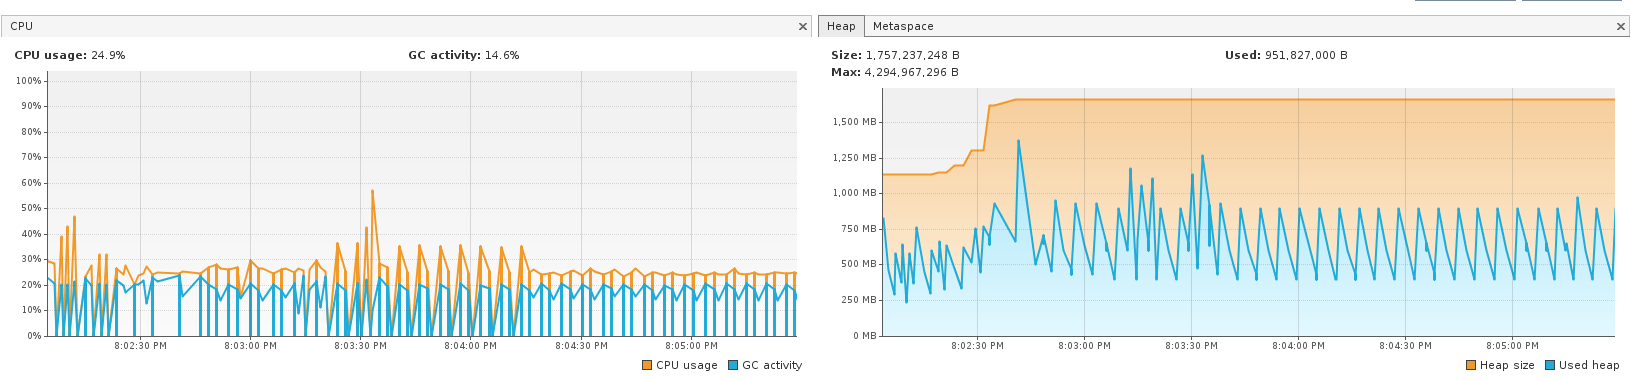 CPU
CPU usage: 24.9% GC activity: 14.6%
100%
90%
80%
70%
60%
50%
40%
30%
20%
10%
0%
8:02:30 PM 8:03:00 PM 8:03:30 PM 8:04:00 PM 8:04:30 PM 8:05:00 PM
CPU usage GC activity
Heap Metaspace
Size: 1,757,237,248 B Used: 951,827,000 B
Max: 4,294,967,296 B
1,500 MB
1,250 MB
1,000 MB
750 MB
500 MB
250 MB
0 MB
8:02:30 PM 8:03:00 PM 8:03:30 PM 8:04:00 PM 8:04:30 PM 8:05:00 PM
Heap size Used heap